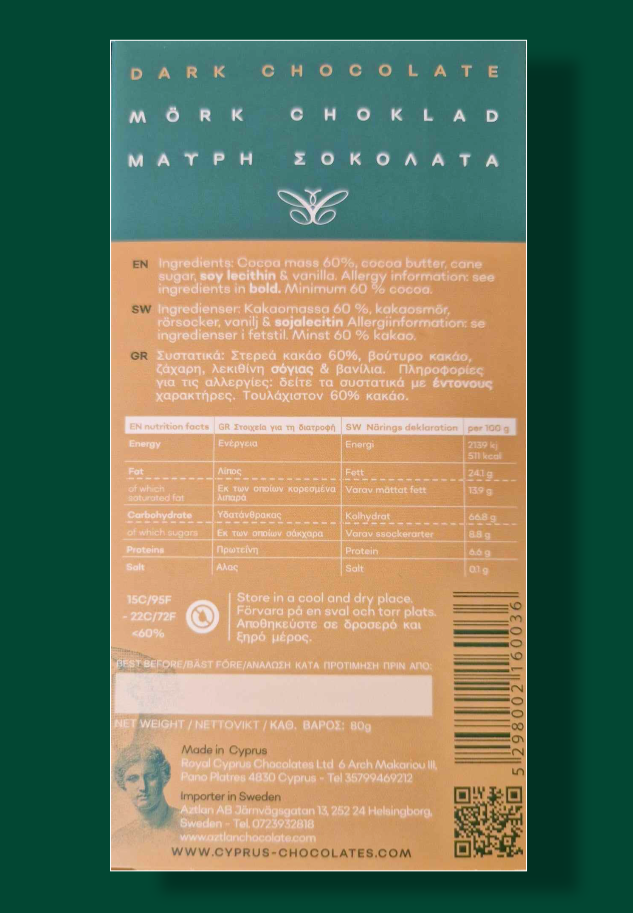 DARK CHOCOLATE
MÖRK CHOKLAD
ΜΑΥΡΗ ΣΟΚΟΛΑΤΑ
EN Ingredients: Cocoa mass 60%, cocoa butter, cane
sugar, soy lecithin & vanilla. Allergy information: see
ingredients in bold. Minimum 60 % cocoa.
SW Ingredienser: Kakaomassa 60 %, kakaosmör,
rörsocker, vanilj & sojalecitin Allergiinformation: se
ingredienser i fetstil. Minst 60 % kakao.
GR Συστατικά: Στερεά κακάο 60%, βούτυρο κακάο,
ζάχαρη, λεκιθίνη σόγιας & βανίλια. Πληροφορίες
για τις αλλεργίες: δείτε τα συστατικά με έντονους
χαρακτήρες. Τουλάχιστον 60% κακάο.
EN nutrition facts GR Στοιχεία για τη διατροφή SW Närings deklaration per 100 g
Energy Ενέργεια Energi 2139 kj
511 kcal
Fat Λίπος Fett 24.1 g
of which Εκ των οποίων κορεσμένα Varav mättat fett 13.9 g
saturated fat λιπαρά
Carbohydrate Υδατάνθρακας Kolhydrat 66.8 g
of which sugars Εκ των οποίων σάκχαρα Varav ssockerarter 8.8 g
Proteins Πρωτεΐνη Protein 6.6 g
Salt Αλας Salt 0.1 g
15C/95F
- 22C/72F
<60%
Store in a cool and dry place.
Förvara på en sval och torr plats.
Αποθηκεύστε σε δροσερό και
ξηρό μέρος.
BEST BEFORE/BÄST FÖRE/ΑΝΑΛΩΣΗ ΚΑΤΑ ΠΡΟΤΙΜΗΣΗ ΠΡΙΝ ΑΠΟ:
NET WEIGHT / NETTOVIKT / ΚΑΘ. ΒΑΡΟΣ: 80g
5 298002 160036
Made in Cyprus
Royal Cyprus Chocolates Ltd 6 Arch Makariou III,
Pano Platres 4830 Cyprus - Tel 35799469212
Importer in Sweden
Aztlan AB Järnvägsgatan 13, 252 24 Helsingborg,
Sweden - Tel. 0723932818
www.aztlanchocolate.com
WWW.CYPRUS-CHOCOLATES.COM